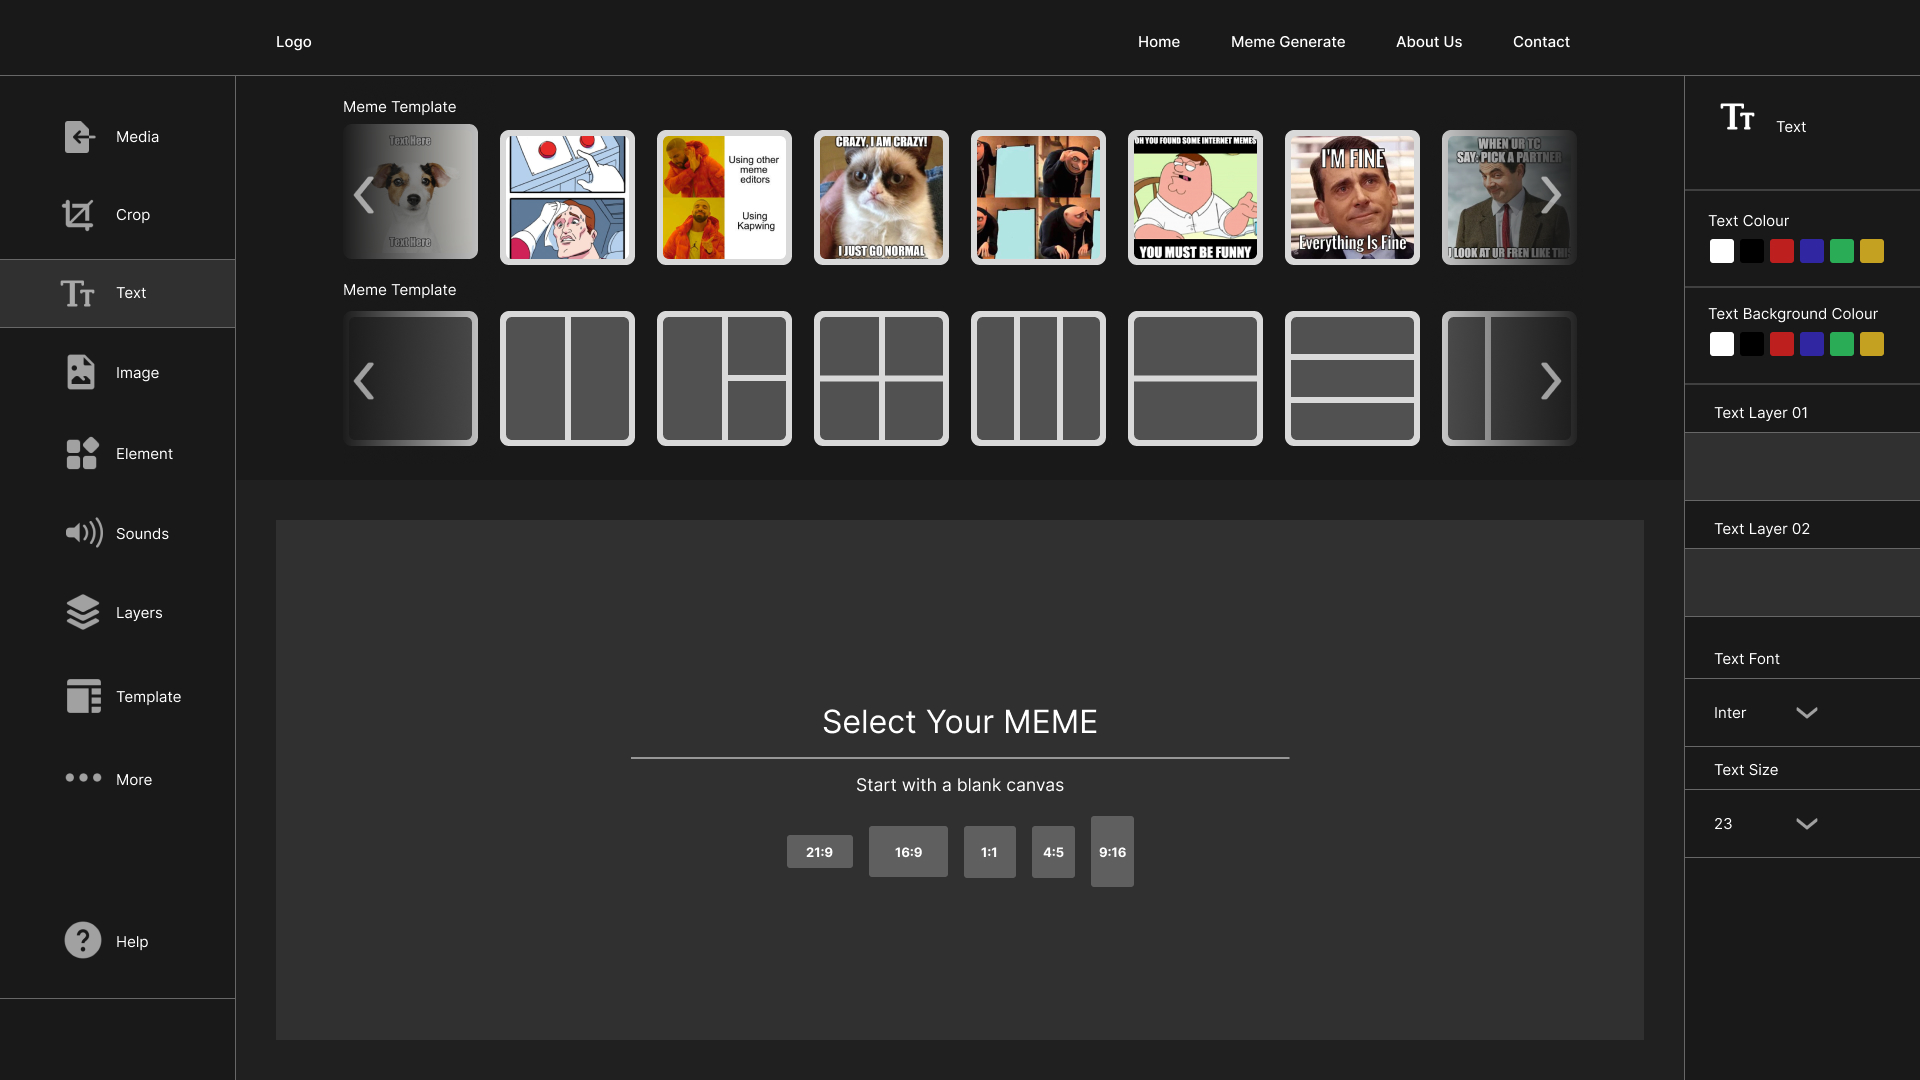 Logo
Home
Meme Generate
About Us
Contact
Media
Crop
Text
Image
Element
Sounds
Layers
Template
More
Help
Meme Template
Text Here
Text Here
Using other
meme
editors
Using
Kapwing
CRAZY, I AM CRAZY!
I JUST GO NORMAL
OH YOU FOUND SOME INTERNET MEMES
YOU MUST BE FUNNY
I'M FINE
Everything Is Fine
WHEN UR TC
SAY. PICK A PARTNER
I LOOK AT UR FREN LIKE THIS
Meme Template
Select Your MEME
Start with a blank canvas
21:9
16:9
1:1
4:5
9:16
Text
Text Colour
Text Background Colour
Text Layer 01
Text Layer 02
Text Font
Inter
Text Size
23